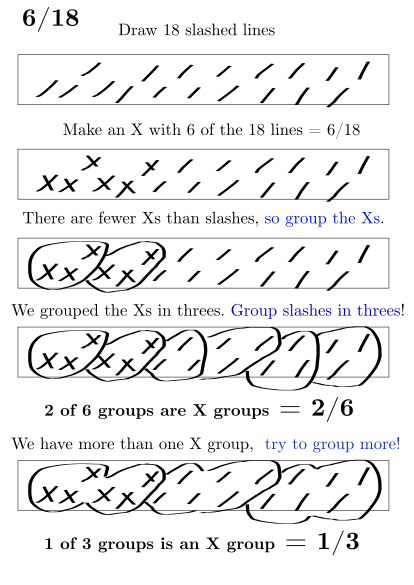 6/18
Draw 18 slashed lines
Make an X with 6 of the 18 lines = 6/18
There are fewer Xs than slashes, so group the Xs.
We grouped the Xs in threes. Group slashes in threes!
2 of 6 groups are X groups = 2/6
We have more than one X group, try to group more!
1 of 3 groups is an X group = 1/3